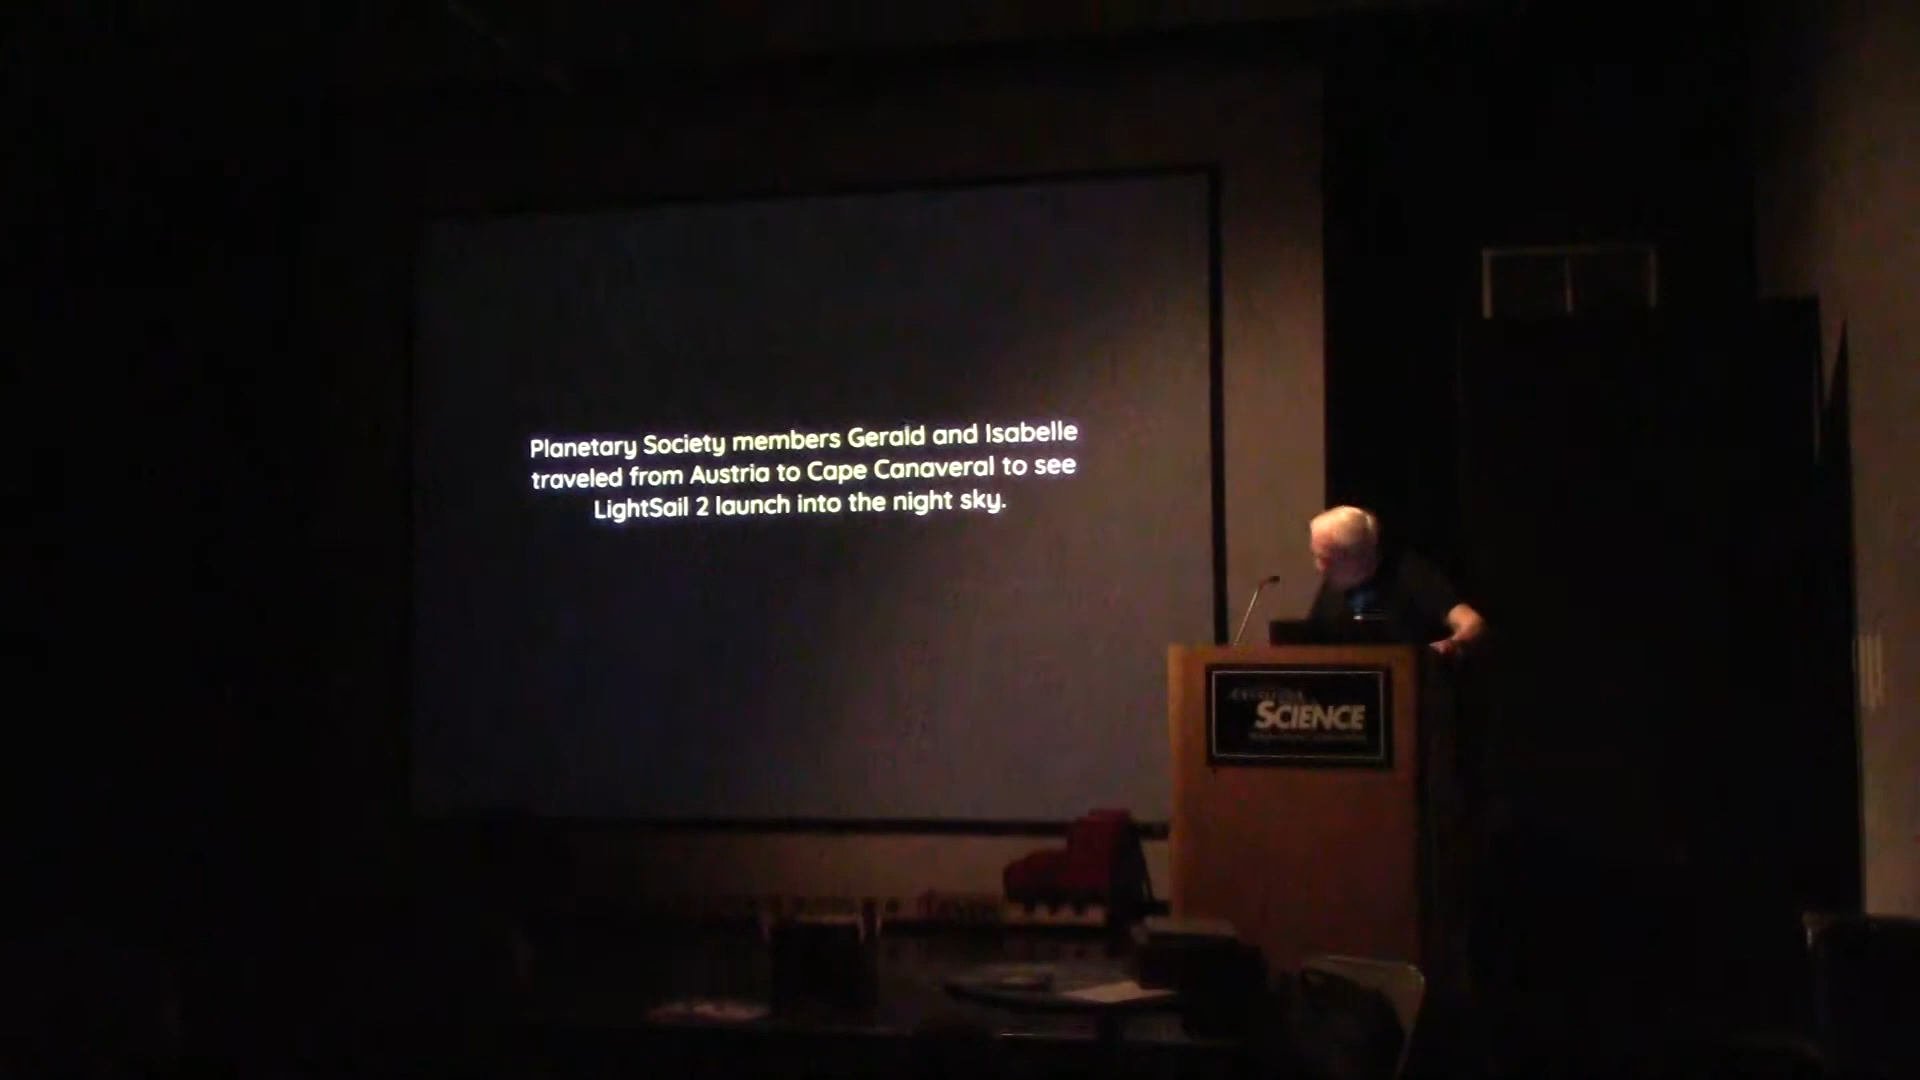 Planetary Society members Gerald and Isabelle
traveled from Austria to Cape Canaveral to see
LightSail 2 launch into the night sky.
SCIENCE